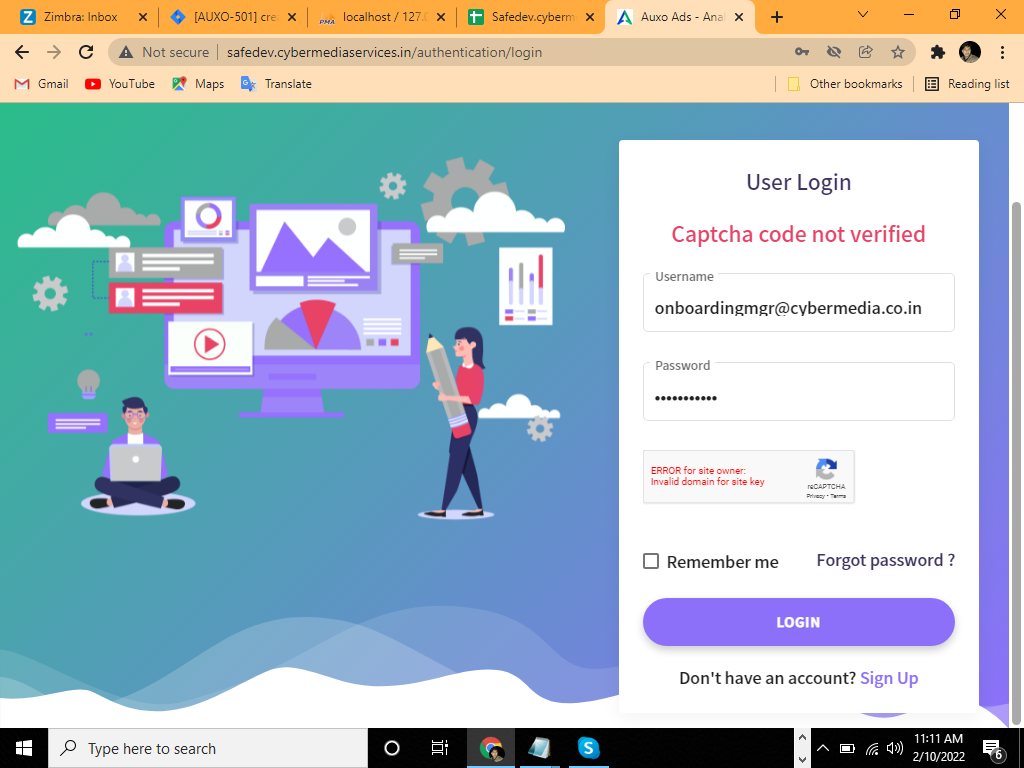 Zimbra: Inbox
[AUXO-501] cre
localhost / 127.0
Safedev.cyberm
Auxo Ads - Anal
Not secure
safedev.cybermediaservices.in/authentication/login
Gmail
YouTube
Maps
Translate
Other bookmarks
Reading list
User Login
Captcha code not verified
Username
onboardingmgr@cybermedia.co.in
Password
•••••••••••
ERROR for site owner:
Invalid domain for site key
reCAPTCHA
Privacy - Terms
Remember me
Forgot password ?
LOGIN
Don't have an account? Sign Up
Type here to search
11:11 AM
2/10/2022
6